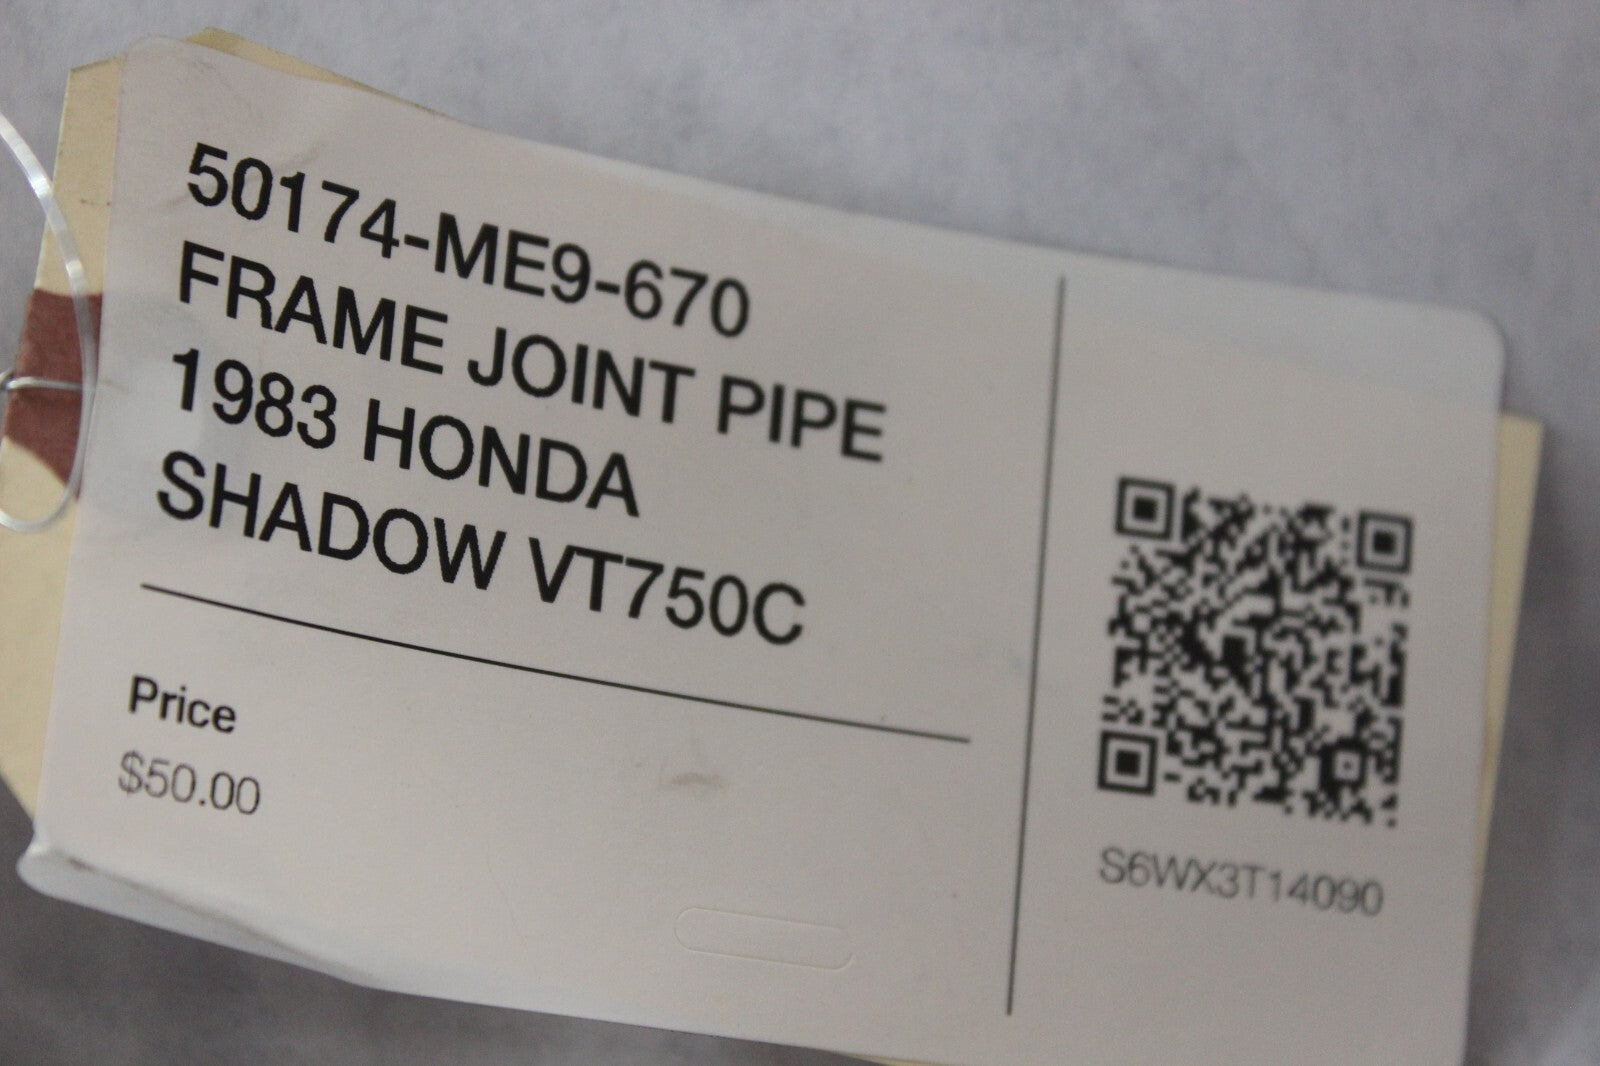 50174-ME9-670
FRAME JOINT PIPE
1983 HONDA
SHADOW VT750C
Price
$50.00
S6WX3T14090